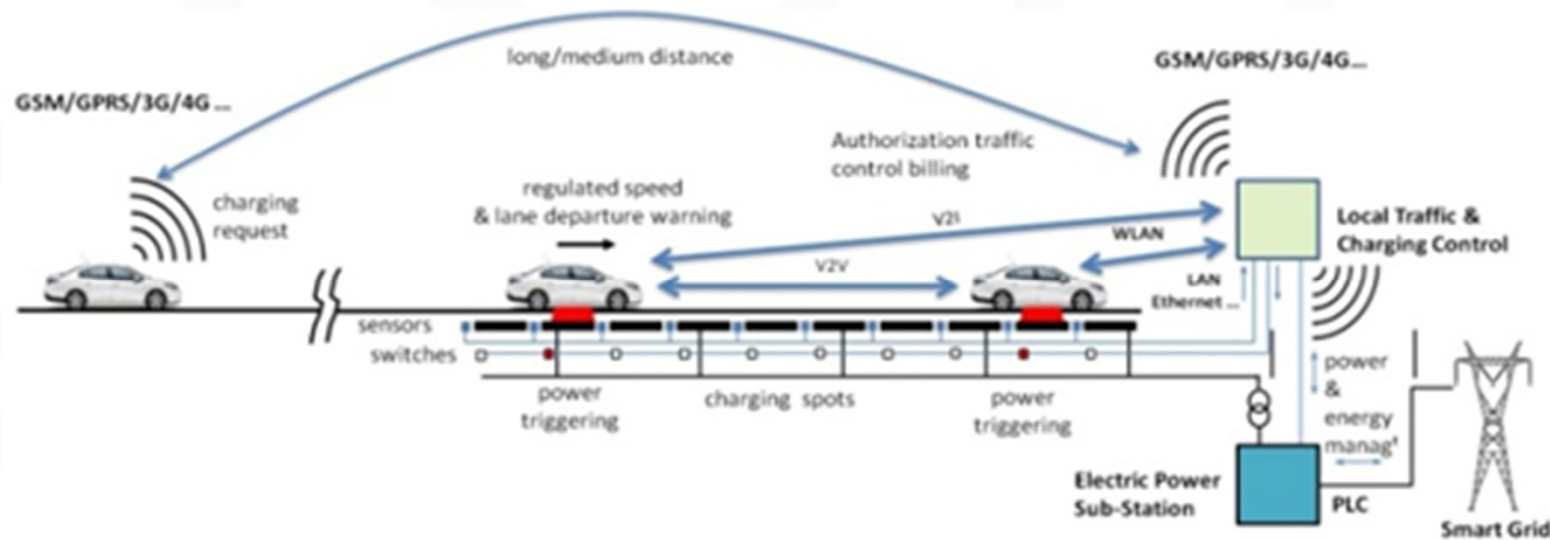 long/medium distance
GSM/GPRS/3G/4G...
GSM/GPRS/3G/4G ...
Authorization traffic
control billing
charging
request
regulated speed
& lane departure warning
V2I
WLAN
Local Traffic &
Charging Control
V2V
LAN
Ethernet ...
sensors
switches
power
triggering
charging spots
power
triggering
power
&
energy
managᵗ
Electric Power
Sub-Station
PLC
Smart Grid